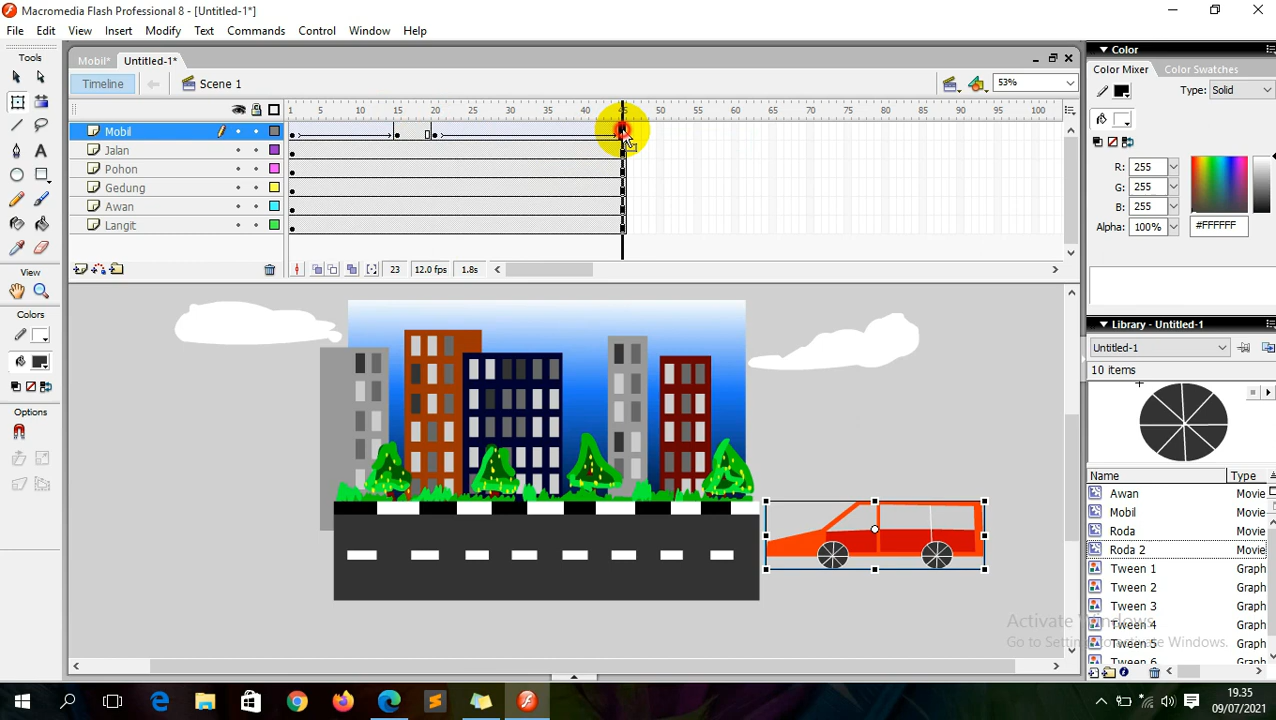 Macromedia Flash Professional 8 - [Untitled-1*]
File Edit View Insert Modify Text Commands Control Window Help
Tools
Mobil* Untitled-1*
Timeline Scene 1 53%
1 5 10 15 20 25 30 35 40 45 50 55 60 65 70 75 80 85 90 95 100
Mobil
Jalan
Pohon
Gedung
Awan
Langit
23 12.0 fps 1.8s
View
Colors
Options
Color
Color Mixer Color Swatches
Type: Solid
R: 255
G: 255
B: 255
Alpha: 100% #FFFFFF
Library - Untitled-1
Untitled-1
10 items
Name Type
Awan Movie
Mobil Movie
Roda Movie
Roda 2 Movie
Tween 1 Graph
Tween 2 Graph
Tween 3 Graph
Tween 4 Graph
Tween 5 Graph
Tween 6 Graph
Activate Windows
Go to Settings to activate Windows.
19.35
09/07/2021